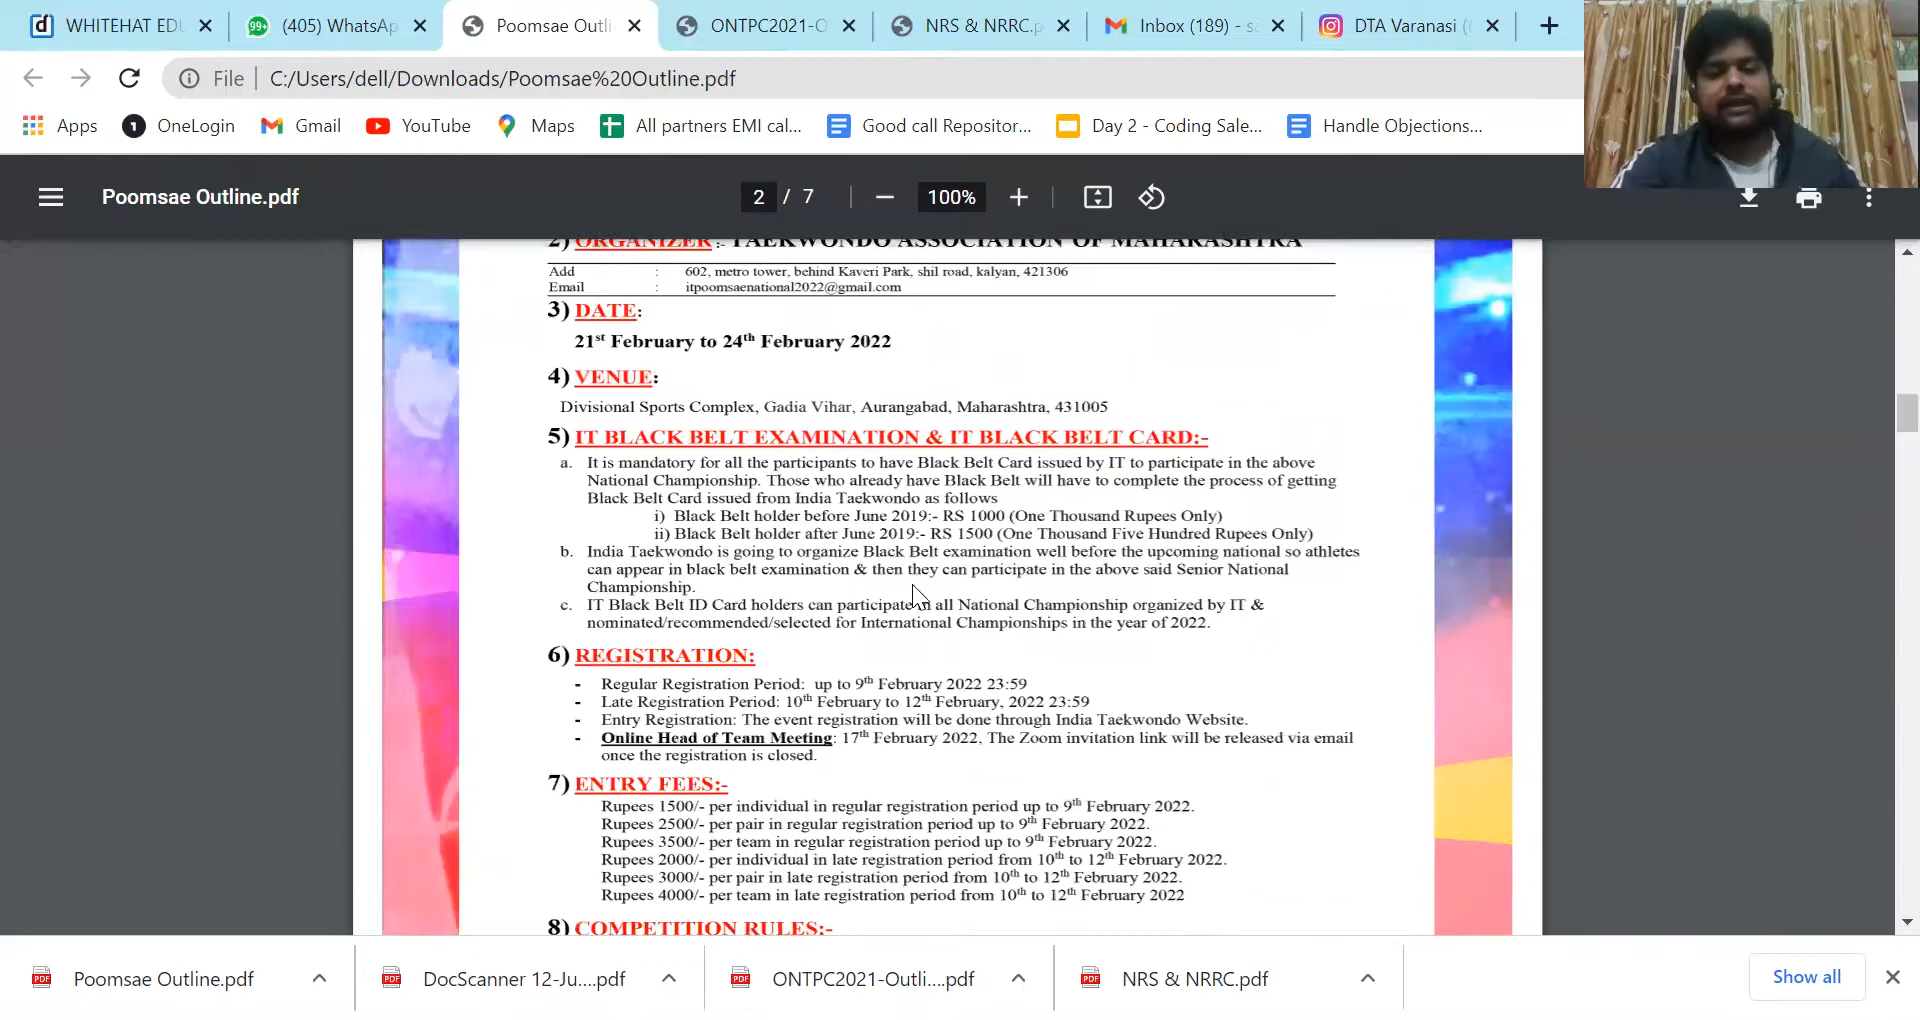 WHITEHAT EDU
99+
(405) WhatsAp
Poomsae Outli
ONTPC2021-O
NRS & NRRC.p
Inbox (189) - s
DTA Varanasi (
File
C:/Users/dell/Downloads/Poomsae%20Outline.pdf
Apps
1
OneLogin
Gmail
YouTube
Maps
All partners EMI cal...
Good call Repositor...
Day 2 - Coding Sale...
Handle Objections...
Poomsae Outline.pdf
2 / 7
100%
2) ORGANIZER :- TAEKWONDO ASSOCIATION OF MAHARASHTRA
Add : 602, metro tower, behind Kaveri Park, shil road, kalyan, 421306
Email : itpoomsaenational2022@gmail.com
3) DATE:
21st February to 24th February 2022
4) VENUE:
Divisional Sports Complex, Gadia Vihar, Aurangabad, Maharashtra, 431005
5) IT BLACK BELT EXAMINATION & IT BLACK BELT CARD:-
a. It is mandatory for all the participants to have Black Belt Card issued by IT to participate in the above
National Championship. Those who already have Black Belt will have to complete the process of getting
Black Belt Card issued from India Taekwondo as follows
i) Black Belt holder before June 2019:- RS 1000 (One Thousand Rupees Only)
ii) Black Belt holder after June 2019:- RS 1500 (One Thousand Five Hundred Rupees Only)
b. India Taekwondo is going to organize Black Belt examination well before the upcoming national so athletes
can appear in black belt examination & then they can participate in the above said Senior National
Championship.
c. IT Black Belt ID Card holders can participate in all National Championship organized by IT &
nominated/recommended/selected for International Championships in the year of 2022.
6) REGISTRATION:
- Regular Registration Period: up to 9th February 2022 23:59
- Late Registration Period: 10th February to 12th February, 2022 23:59
- Entry Registration: The event registration will be done through India Taekwondo Website.
- Online Head of Team Meeting: 17th February 2022, The Zoom invitation link will be released via email
once the registration is closed.
7) ENTRY FEES:-
Rupees 1500/- per individual in regular registration period up to 9th February 2022.
Rupees 2500/- per pair in regular registration period up to 9th February 2022.
Rupees 3500/- per team in regular registration period up to 9th February 2022.
Rupees 2000/- per individual in late registration period from 10th to 12th February 2022.
Rupees 3000/- per pair in late registration period from 10th to 12th February 2022.
Rupees 4000/- per team in late registration period from 10th to 12th February 2022
8) COMPETITION RULES:-
Poomsae Outline.pdf
DocScanner 12-Ju....pdf
ONTPC2021-Outli....pdf
NRS & NRRC.pdf
Show all